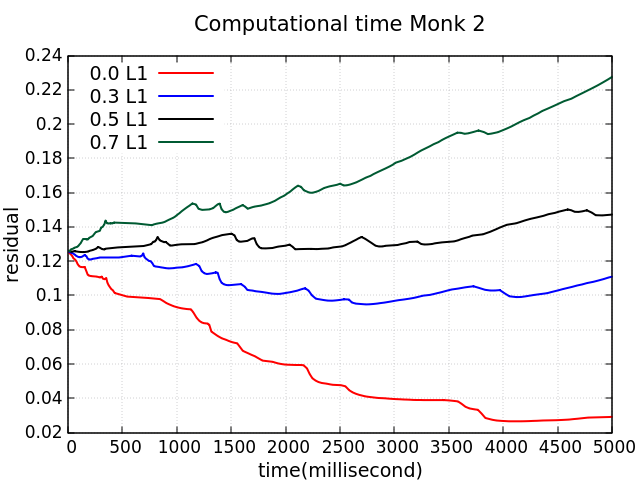 Computational time Monk 2
0.24
0.22
0.2
0.18
0.16
0.14
0.12
0.1
0.08
0.06
0.04
0.02
residual
0.0 L1
0.3 L1
0.5 L1
0.7 L1
0 500 1000 1500 2000 2500 3000 3500 4000 4500 5000
time(millisecond)